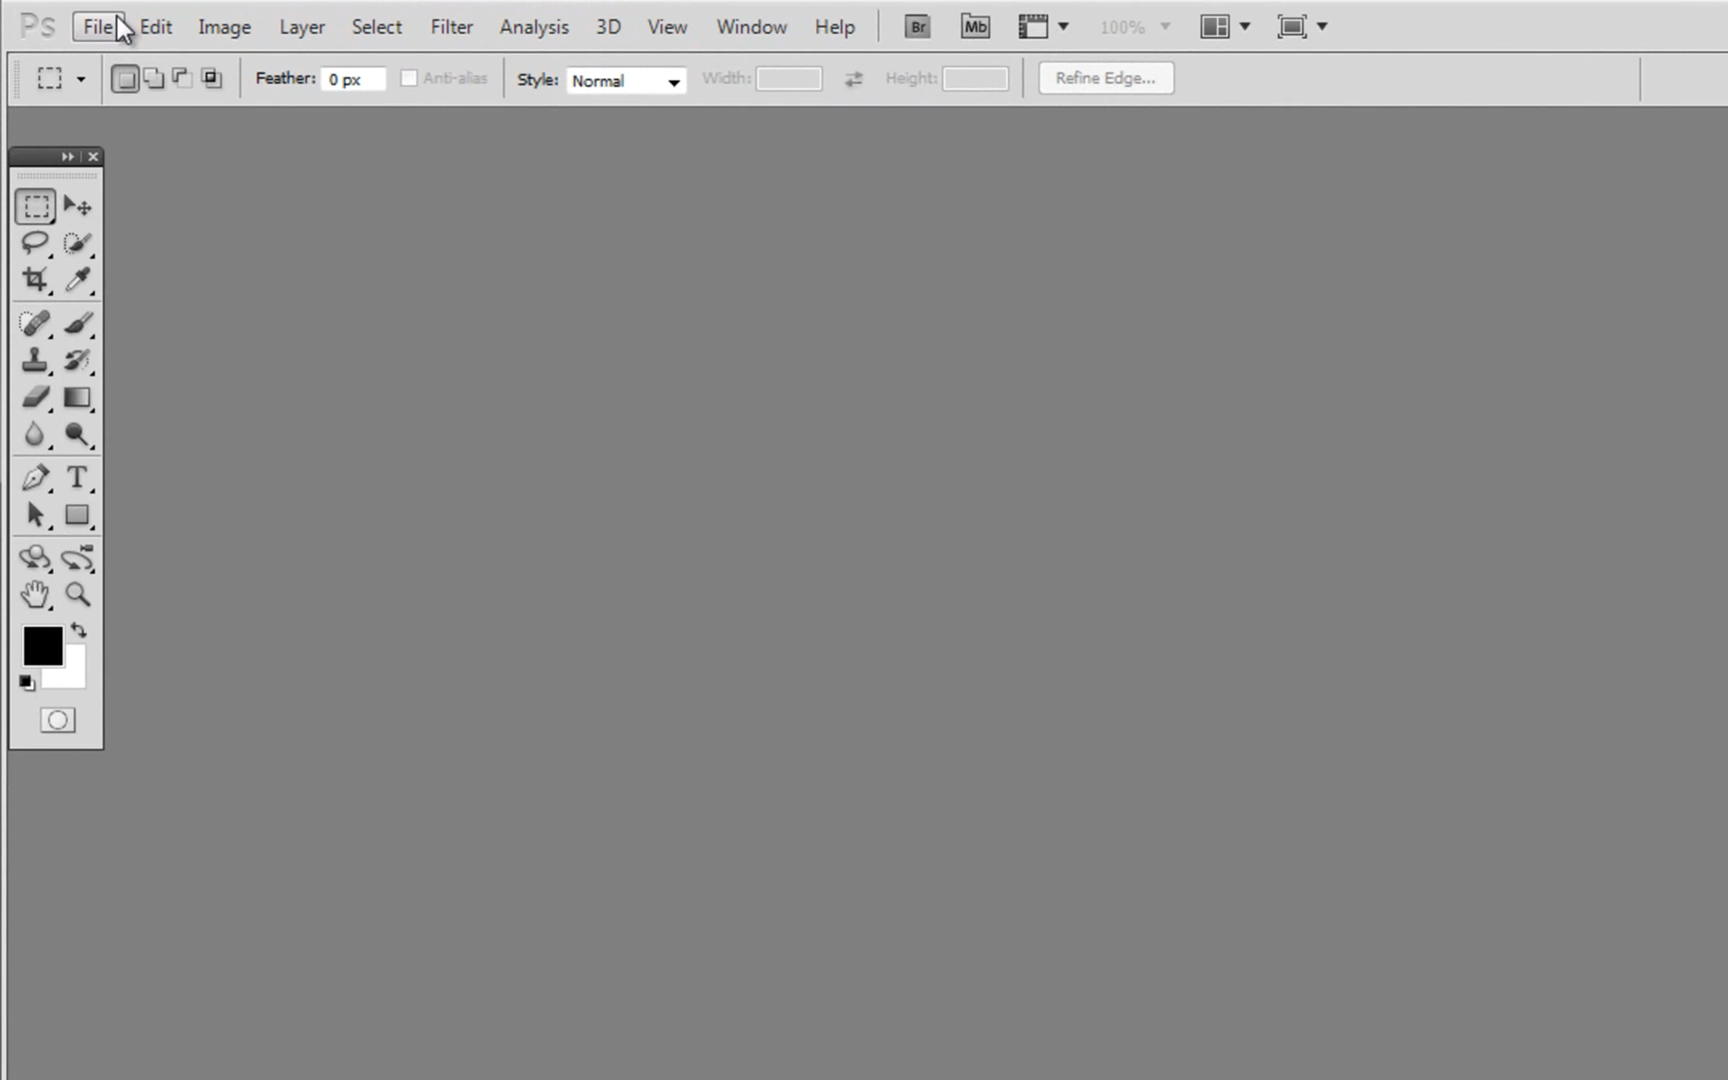 Ps File Edit Image Layer Select Filter Analysis 3D View Window Help Br Mb 100%
Feather: 0 px Anti-alias Style: Normal Width: Height: Refine Edge...
T